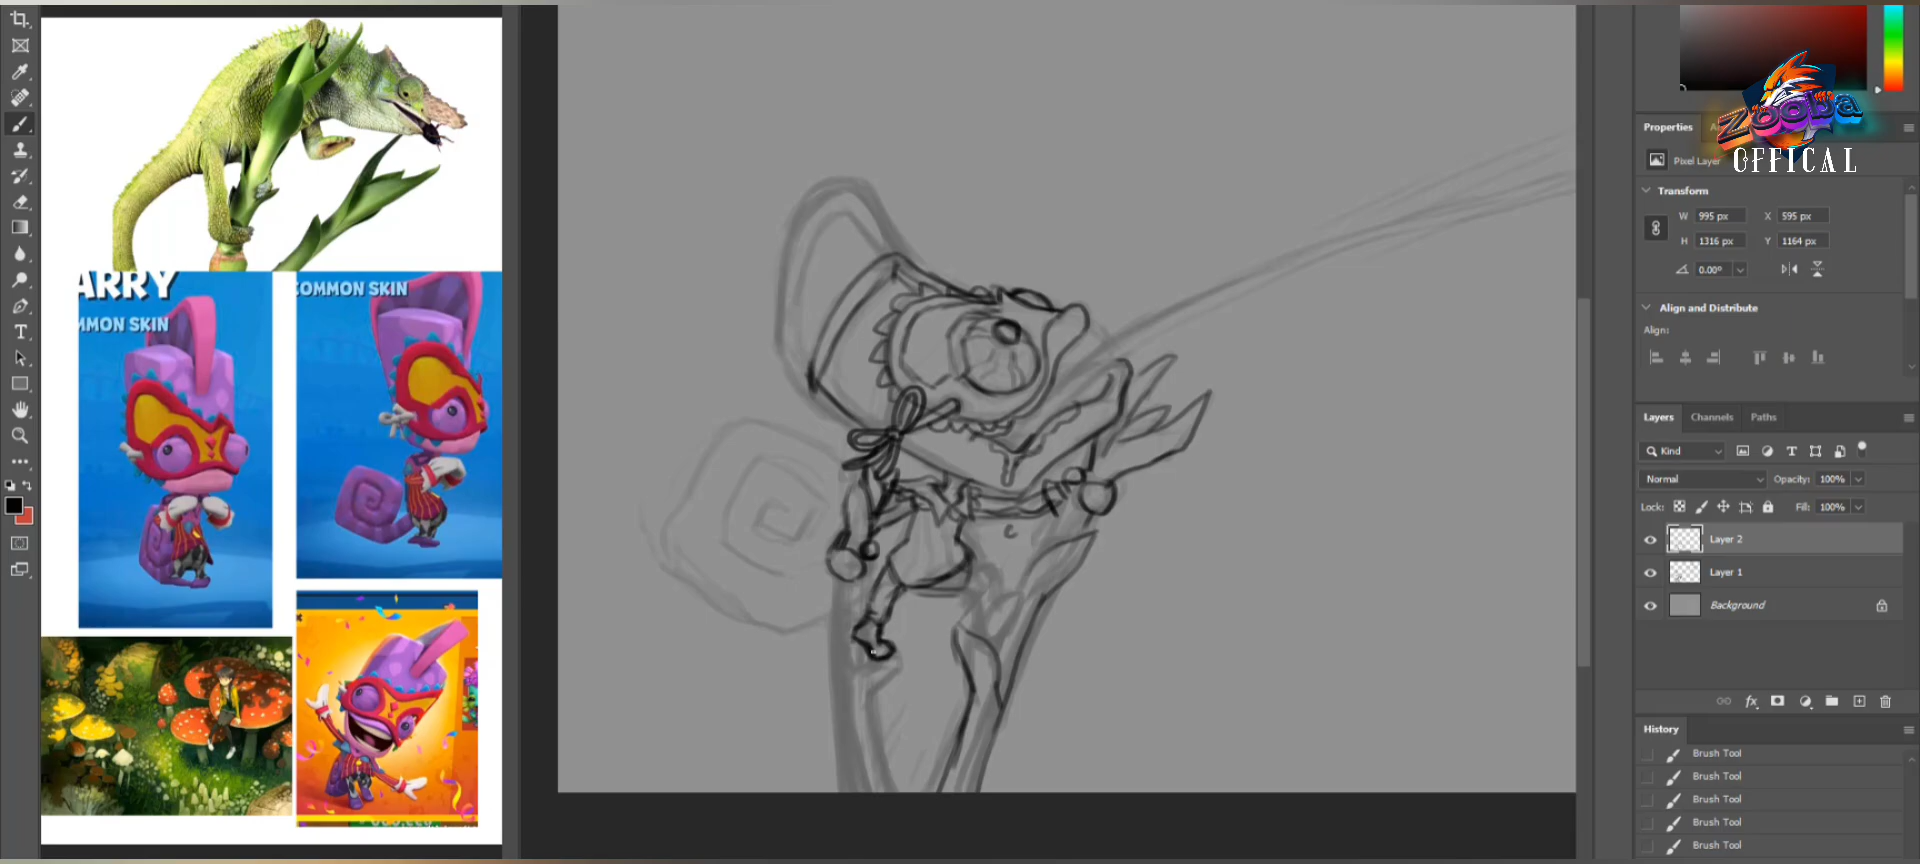 ARRY
MMON SKIN
COMMON SKIN
Zooba
OFFICAL
Properties
Pixel Layer
Transform
W 995 px X 595 px
H 1316 px Y 1164 px
0.00°
Align and Distribute
Align:
Layers Channels Paths
Kind
Normal Opacity: 100%
Lock: Fill: 100%
Layer 2
Layer 1
Background
History
Brush Tool
Brush Tool
Brush Tool
Brush Tool
Brush Tool